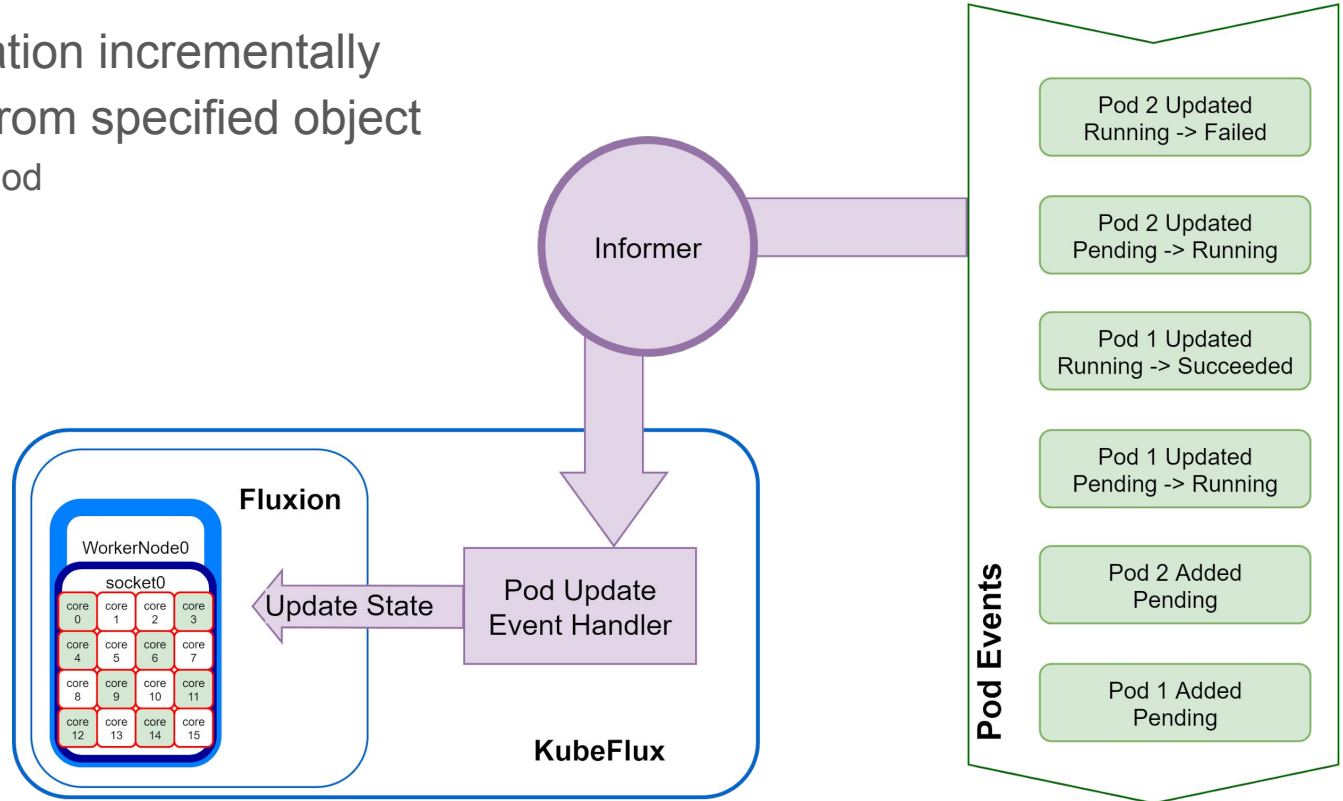 ation incrementally
rom specified object
od
Informer
Fluxion
WorkerNode0
socket0
core core core core
0 1 2 3
core core core core
4 5 6 7
core core core core
8 9 10 11
core core core core
12 13 14 15
Update State
Pod Update
Event Handler
KubeFlux
Pod Events
Pod 2 Updated
Running -> Failed
Pod 2 Updated
Pending -> Running
Pod 1 Updated
Running -> Succeeded
Pod 1 Updated
Pending -> Running
Pod 2 Added
Pending
Pod 1 Added
Pending